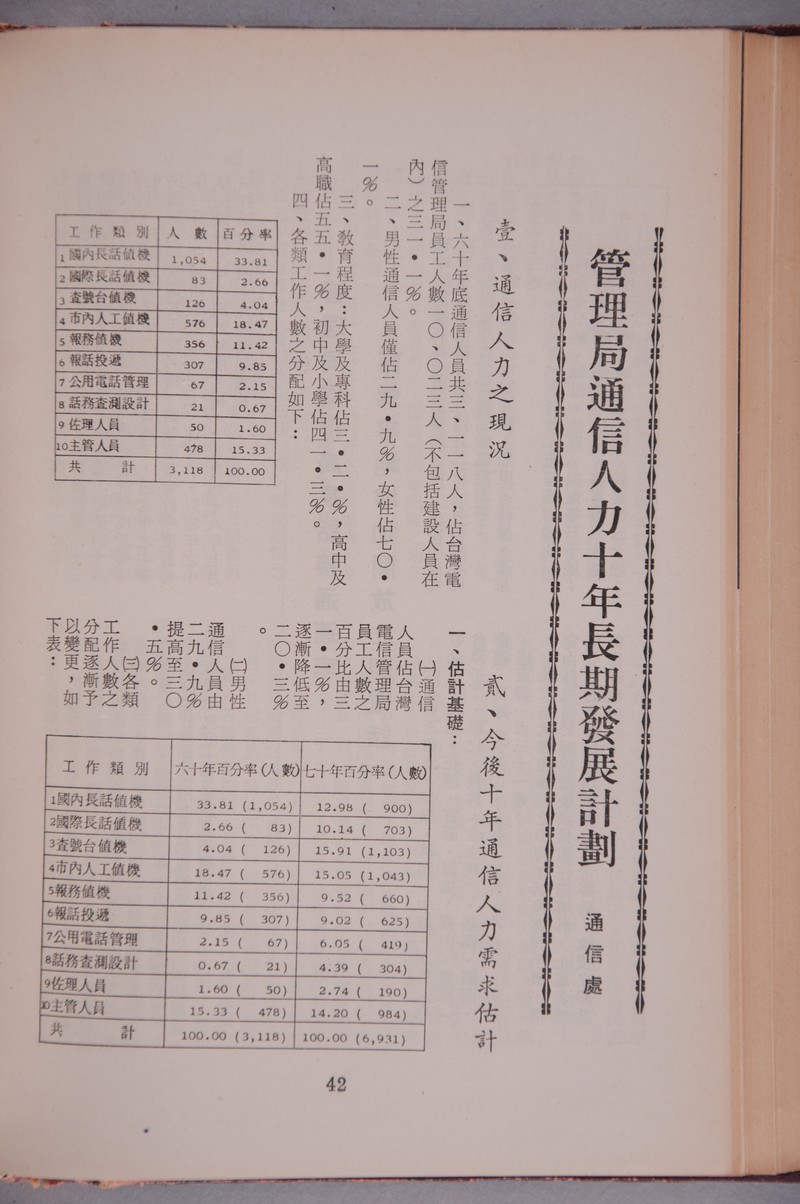 管理局通信人力十年長期發展計劃
通信處
壹、通信人力之現況
一、六十年底通信人員共三、一一八人，佔台灣電
信管理局員工人數一〇、〇二三人（不包括建設人員在
內）之三一•一％。
二、男性通信人員僅佔二九•九％，女性佔七〇•
一％。
三、教育程度：大學及專科佔三•二•％，高中及
高職佔五五•一％，初中及小學佔四一•三％。
四、各類工作人數之分配如下：
工作類別 人數 百分率
1 國內長話值機 1,054 33.81
2 國際長話值機 83 2.66
3 查號台值機 126 4.04
4 市內人工值機 576 18.47
5 報務值機 356 11.42
6 報話投遞 307 9.85
7 公用電話管理 67 2.15
8 話務查測設計 21 0.67
9 佐理人員 50 1.60
10 主管人員 478 15.33
共計 3,118 100.00
貳、今後十年通信人力需求估計
一、估計基礎：
㈠通信
人員佔台灣
電信管理局
員工人數之
百分比由三
一•一％，
逐漸降低至
二〇•三％
。
㈡男性
通信人員由
二九•九％
提高至三〇
•五％。
㈢各類
工作人數之
分配逐漸予
以變更，如
下表：
工作類別 六十年百分率(人數) 七十年百分率(人數)
1國內長話值機 33.81 (1,054) 12.98 ( 900)
2國際長話值機 2.66 ( 83) 10.14 ( 703)
3查號台值機 4.04 ( 126) 15.91 (1,103)
4市內人工值機 18.47 ( 576) 15.05 (1,043)
5報務值機 11.42 ( 356) 9.52 ( 660)
6報話投遞 9.85 ( 307) 9.02 ( 625)
7公用電話管理 2.15 ( 67) 6.05 ( 419)
8話務查測設計 0.67 ( 21) 4.39 ( 304)
9佐理人員 1.60 ( 50) 2.74 ( 190)
10主管人員 15.33 ( 478) 14.20 ( 984)
共計 100.00 (3,118) 100.00 (6,931)
42